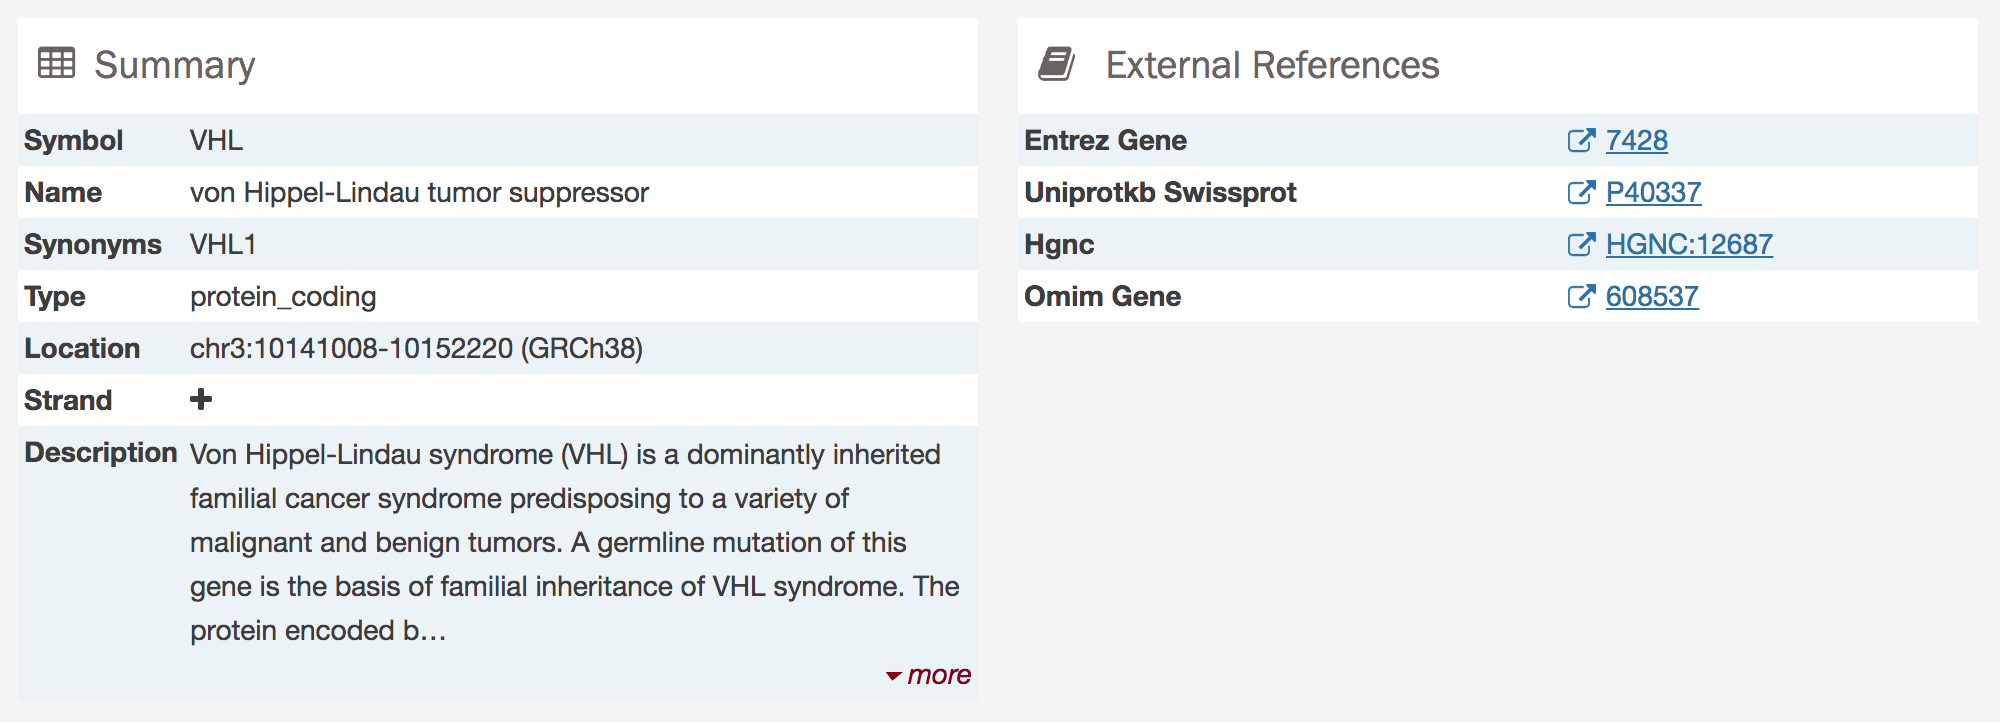 Summary
Symbol VHL
Name von Hippel-Lindau tumor suppressor
Synonyms VHL1
Type protein_coding
Location chr3:10141008-10152220 (GRCh38)
Strand +
Description Von Hippel-Lindau syndrome (VHL) is a dominantly inherited
familial cancer syndrome predisposing to a variety of
malignant and benign tumors. A germline mutation of this
gene is the basis of familial inheritance of VHL syndrome. The
protein encoded b…
more
External References
Entrez Gene 7428
Uniprotkb Swissprot P40337
Hgnc HGNC:12687
Omim Gene 608537